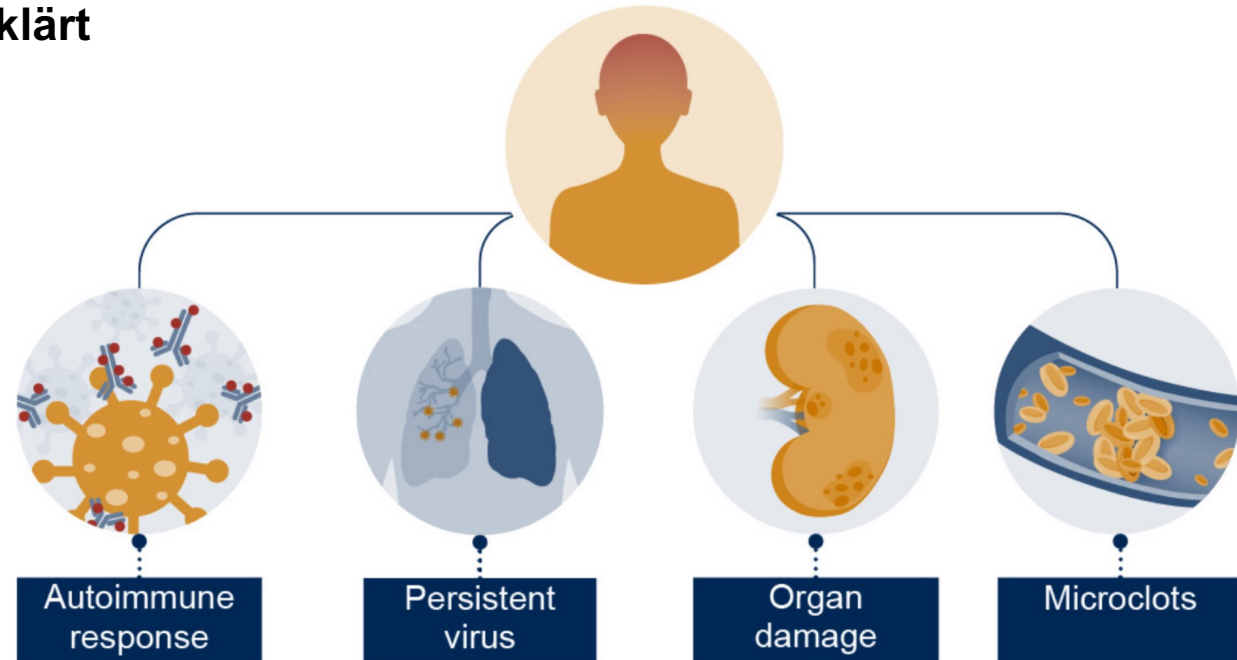 klärt
Autoimmune
response
Persistent
virus
Organ
damage
Microclots